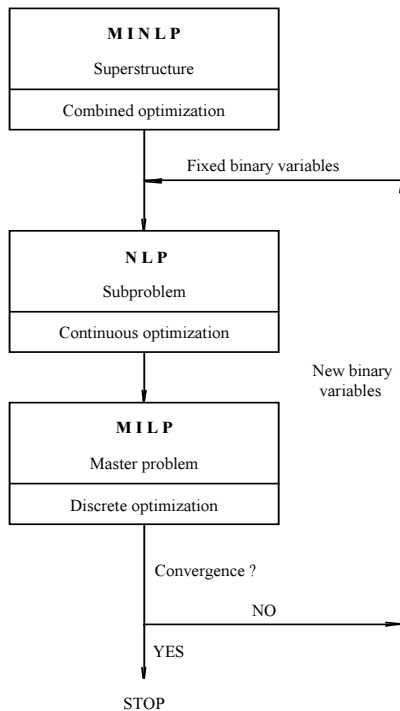 M I N L P
Superstructure
Combined optimization
Fixed binary variables
N L P
Subproblem
Continuous optimization
New binary
variables
M I L P
Master problem
Discrete optimization
Convergence ?
NO
YES
STOP